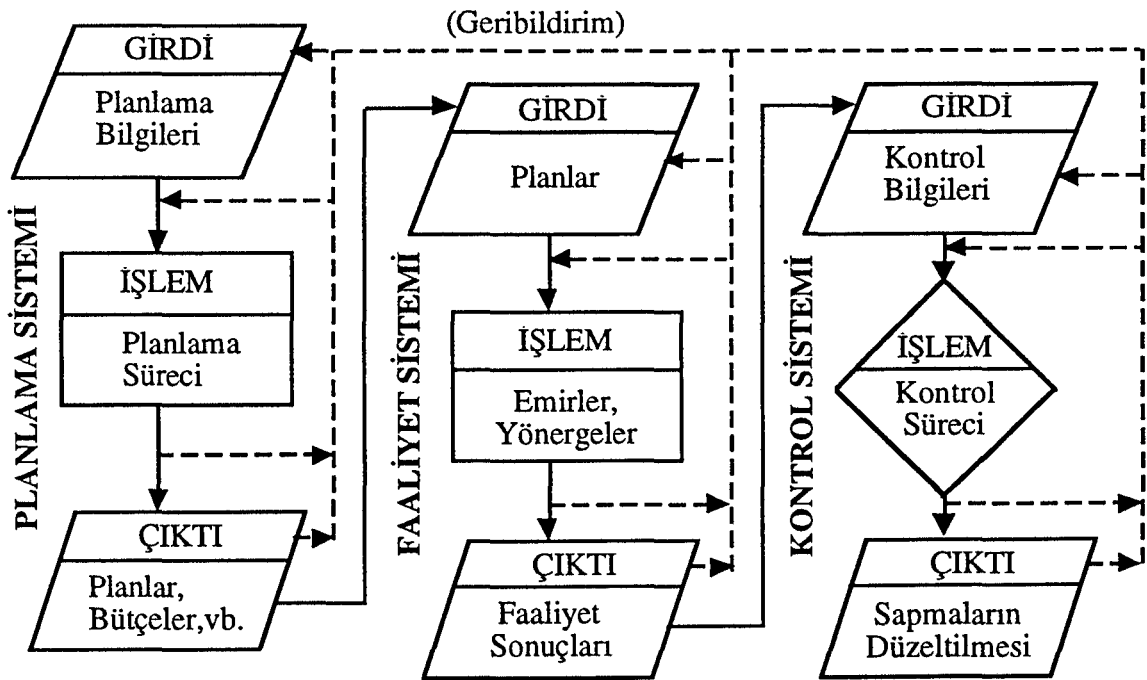 (Geribildirim)
PLANLAMA SİSTEMİ
GİRDİ
Planlama
Bilgileri
İŞLEM
Planlama
Süreci
ÇIKTI
Planlar,
Bütçeler,vb.
FAALİYET SİSTEMİ
GİRDİ
Planlar
İŞLEM
Emirler,
Yönergeler
ÇIKTI
Faaliyet
Sonuçları
KONTROL SİSTEMİ
GİRDİ
Kontrol
Bilgileri
İŞLEM
Kontrol
Süreci
ÇIKTI
Sapmaların
Düzeltilmesi